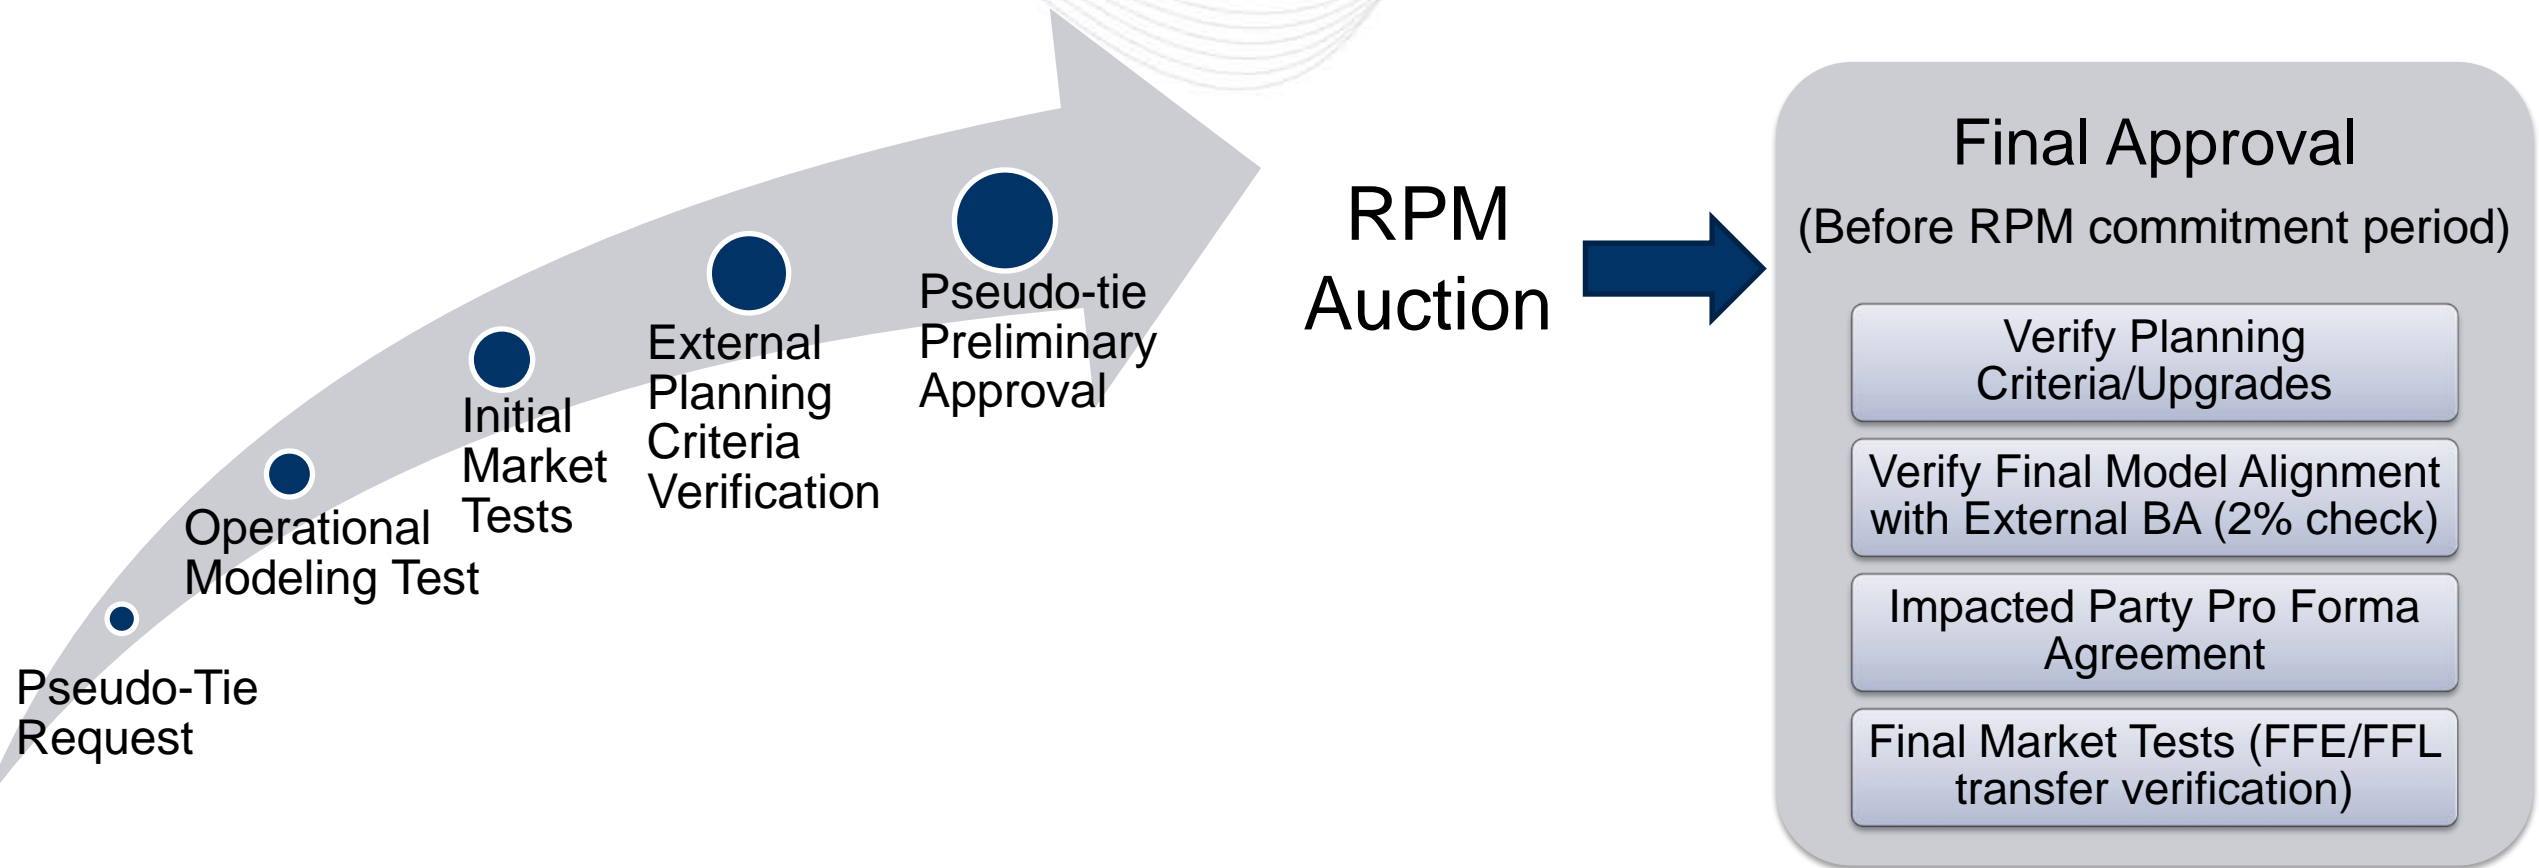 Pseudo-Tie
Request
Operational
Modeling Test
Initial
Market
Tests
External
Planning
Criteria
Verification
Pseudo-tie
Preliminary
Approval
RPM
Auction
Final Approval
(Before RPM commitment period)
Verify Planning
Criteria/Upgrades
Verify Final Model Alignment
with External BA (2% check)
Impacted Party Pro Forma
Agreement
Final Market Tests (FFE/FFL
transfer verification)